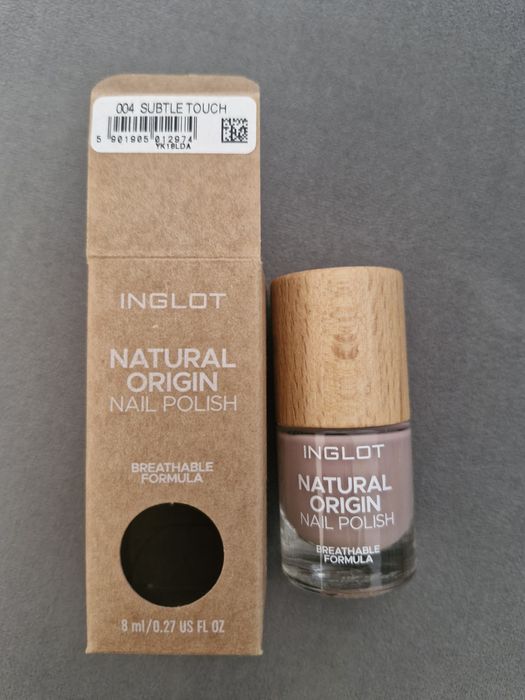 004 SUBTLE TOUCH
5 901905 012974
YK18LDA
INGLOT
NATURAL
ORIGIN
NAIL POLISH
BREATHABLE
FORMULA
8 ml/0.27 US FL OZ
INGLOT
NATURAL
ORIGIN
NAIL POLISH
BREATHABLE
FORMULA